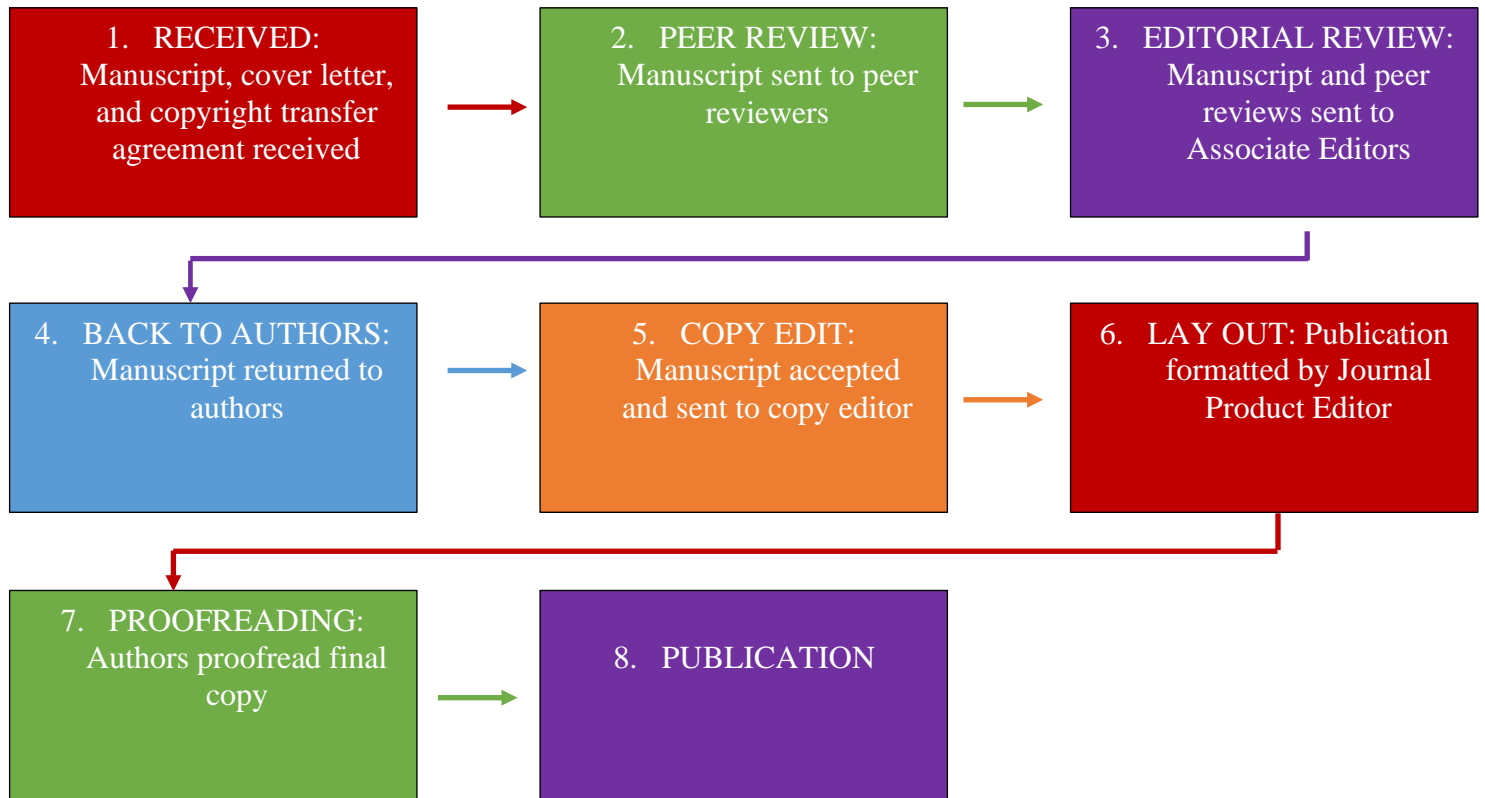 1. RECEIVED:
Manuscript, cover letter,
and copyright transfer
agreement received
2. PEER REVIEW:
Manuscript sent to peer
reviewers
3. EDITORIAL REVIEW:
Manuscript and peer
reviews sent to
Associate Editors
4. BACK TO AUTHORS:
Manuscript returned to
authors
5. COPY EDIT:
Manuscript accepted
and sent to copy editor
6. LAY OUT: Publication
formatted by Journal
Product Editor
7. PROOFREADING:
Authors proofread final
copy
8. PUBLICATION